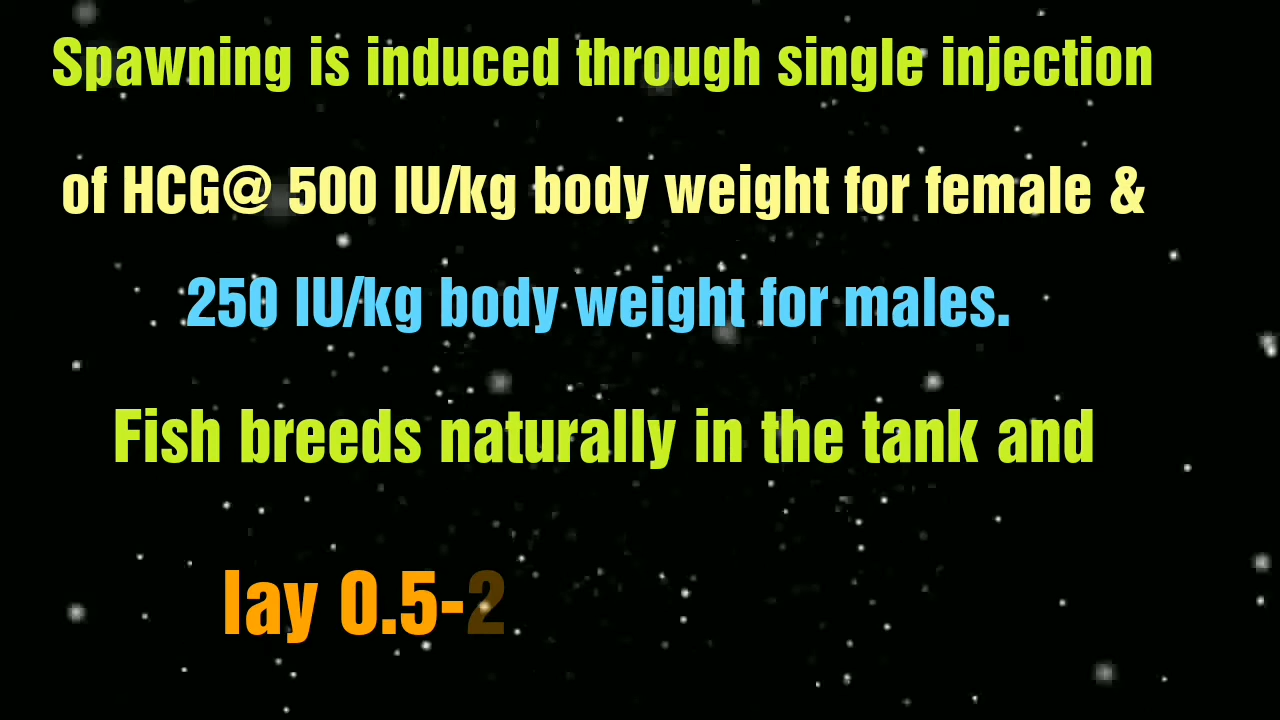 Spawning is induced through single injection
of HCG@ 500 IU/kg body weight for female &
250 IU/kg body weight for males.
Fish breeds naturally in the tank and
lay 0.5-2